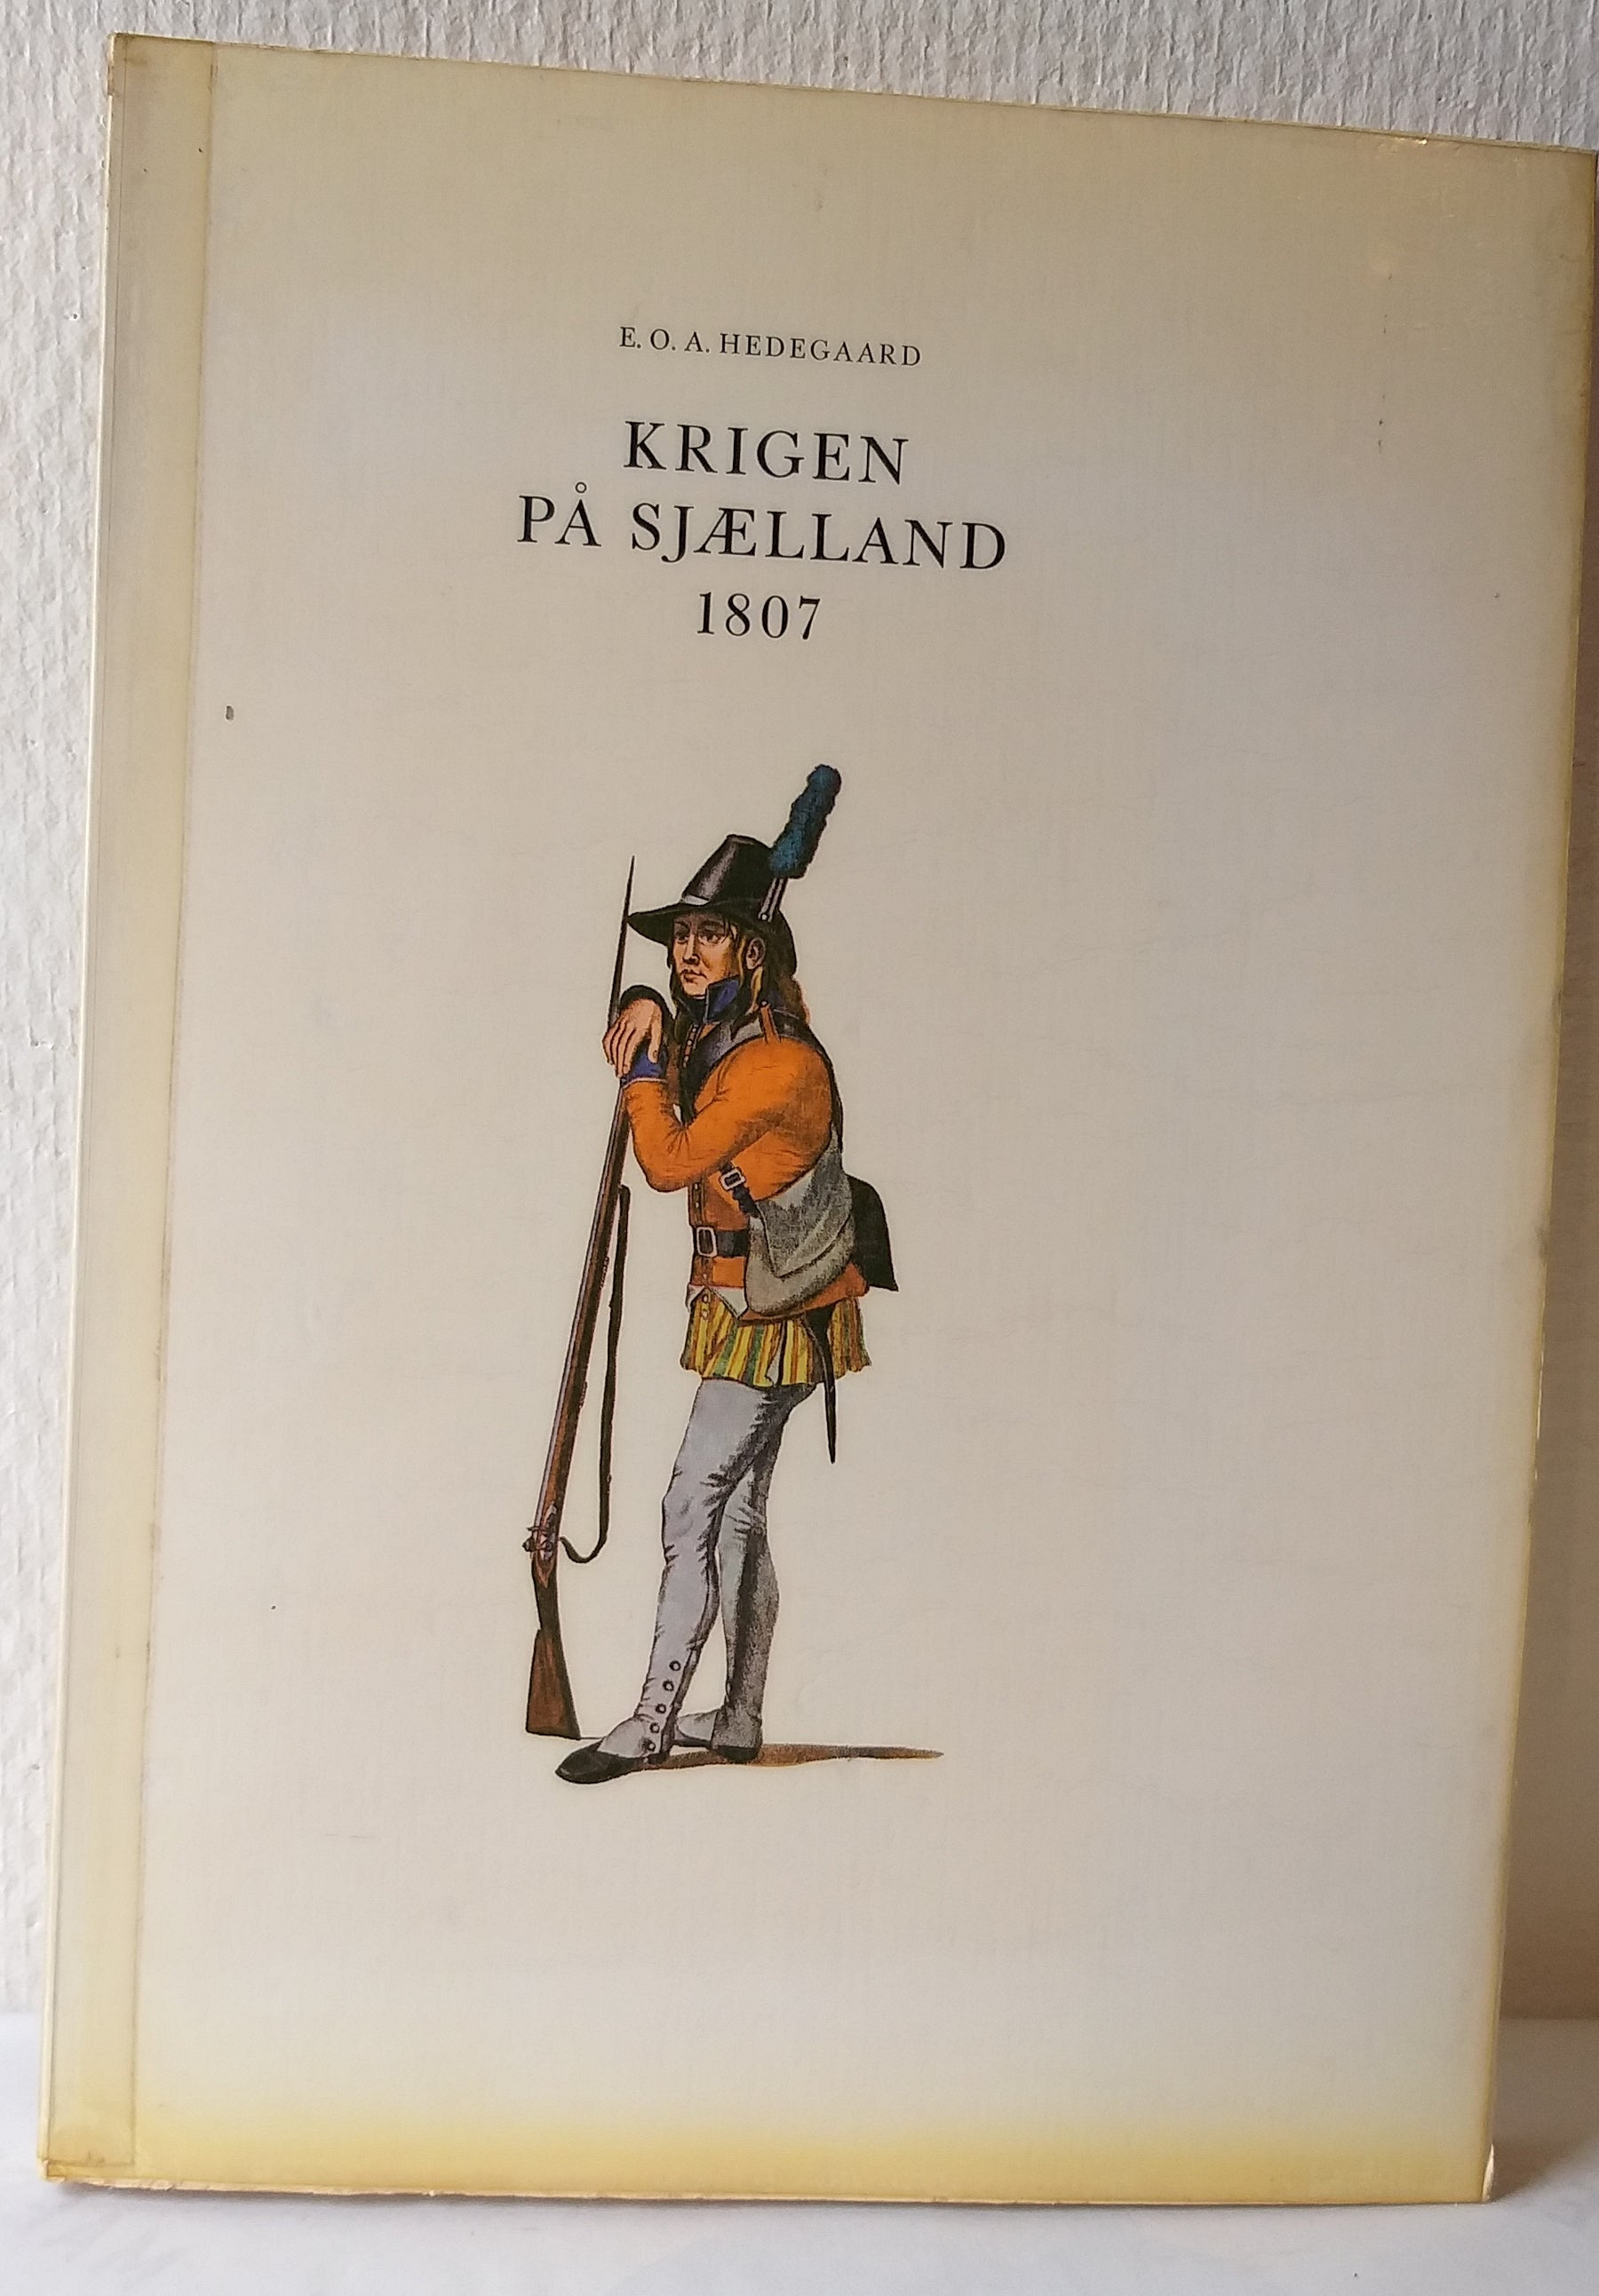 E. O. A. HEDEGAARD
KRIGEN
PÅ SJÆLLAND
1807